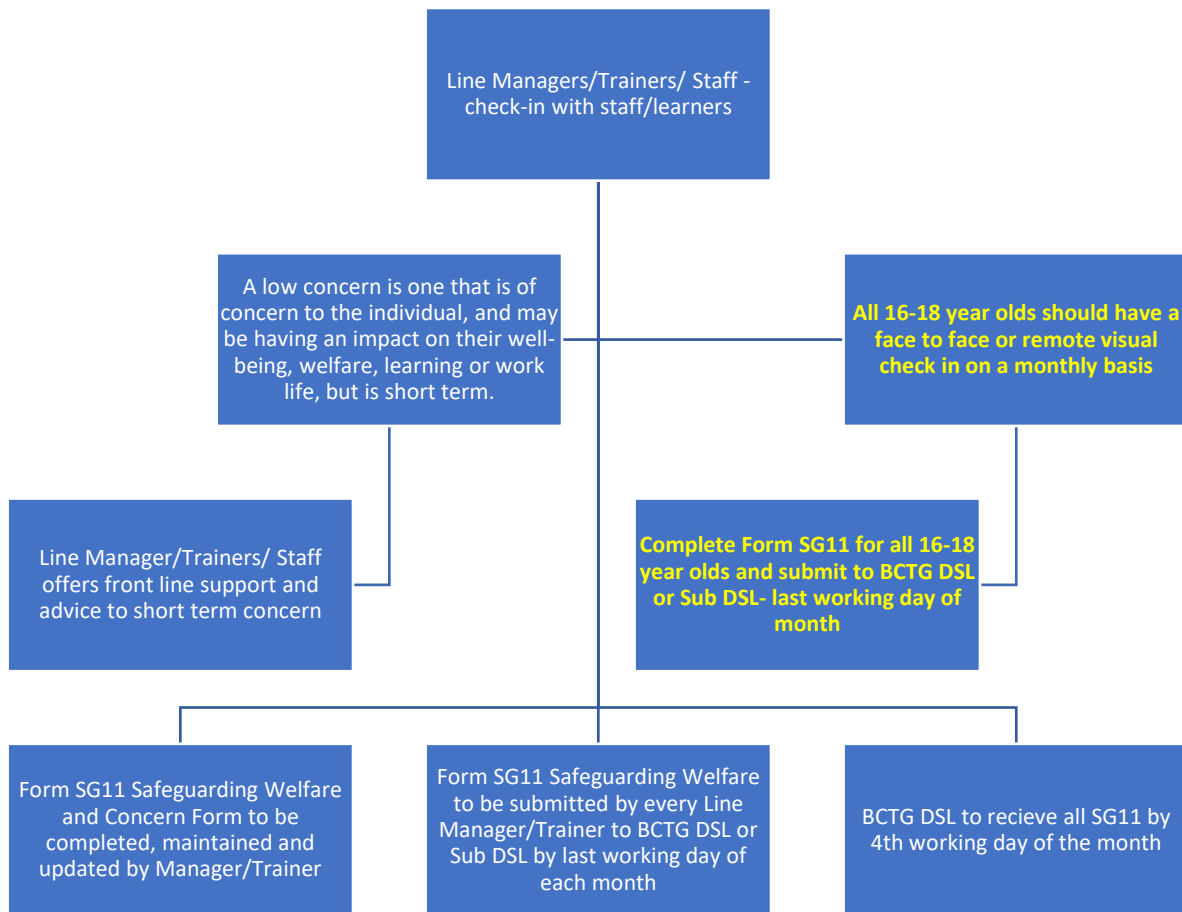 Line Managers/Trainers/ Staff -
check-in with staff/learners
A low concern is one that is of
concern to the individual, and may
be having an impact on their well-
being, welfare, learning or work
life, but is short term.
All 16-18 year olds should have a
face to face or remote visual
check in on a monthly basis
Line Manager/Trainers/ Staff
offers front line support and
advice to short term concern
Complete Form SG11 for all 16-18
year olds and submit to BCTG DSL
or Sub DSL- last working day of
month
Form SG11 Safeguarding Welfare
and Concern Form to be
completed, maintained and
updated by Manager/Trainer
Form SG11 Safeguarding Welfare
to be submitted by every Line
Manager/Trainer to BCTG DSL or
Sub DSL by last working day of
each month
BCTG DSL to recieve all SG11 by
4th working day of the month